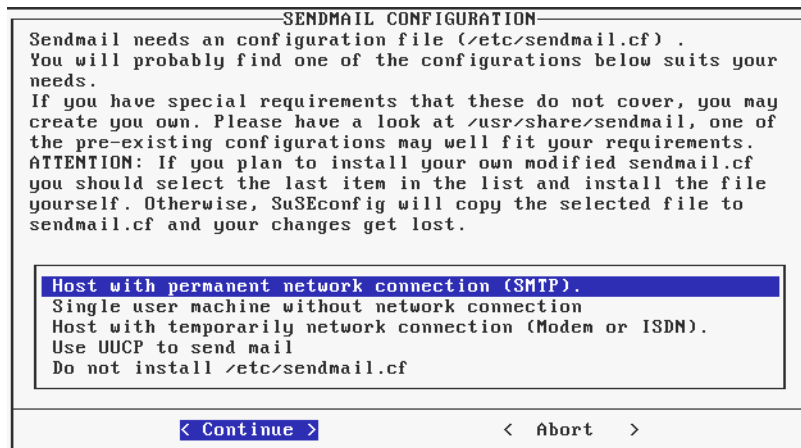 SENDMAIL CONFIGURATION
Sendmail needs an configuration file (/etc/sendmail.cf) .
You will probably find one of the configurations below suits your
needs.
If you have special requirements that these do not cover, you may
create you own. Please have a look at /usr/share/sendmail, one of
the pre-existing configurations may well fit your requirements.
ATTENTION: If you plan to install your own modified sendmail.cf
you should select the last item in the list and install the file
yourself. Otherwise, SuSEconfig will copy the selected file to
sendmail.cf and your changes get lost.
Host with permanent network connection (SMTP).
Single user machine without network connection
Host with temporarily network connection (Modem or ISDN).
Use UUCP to send mail
Do not install /etc/sendmail.cf
< Continue > < Abort >